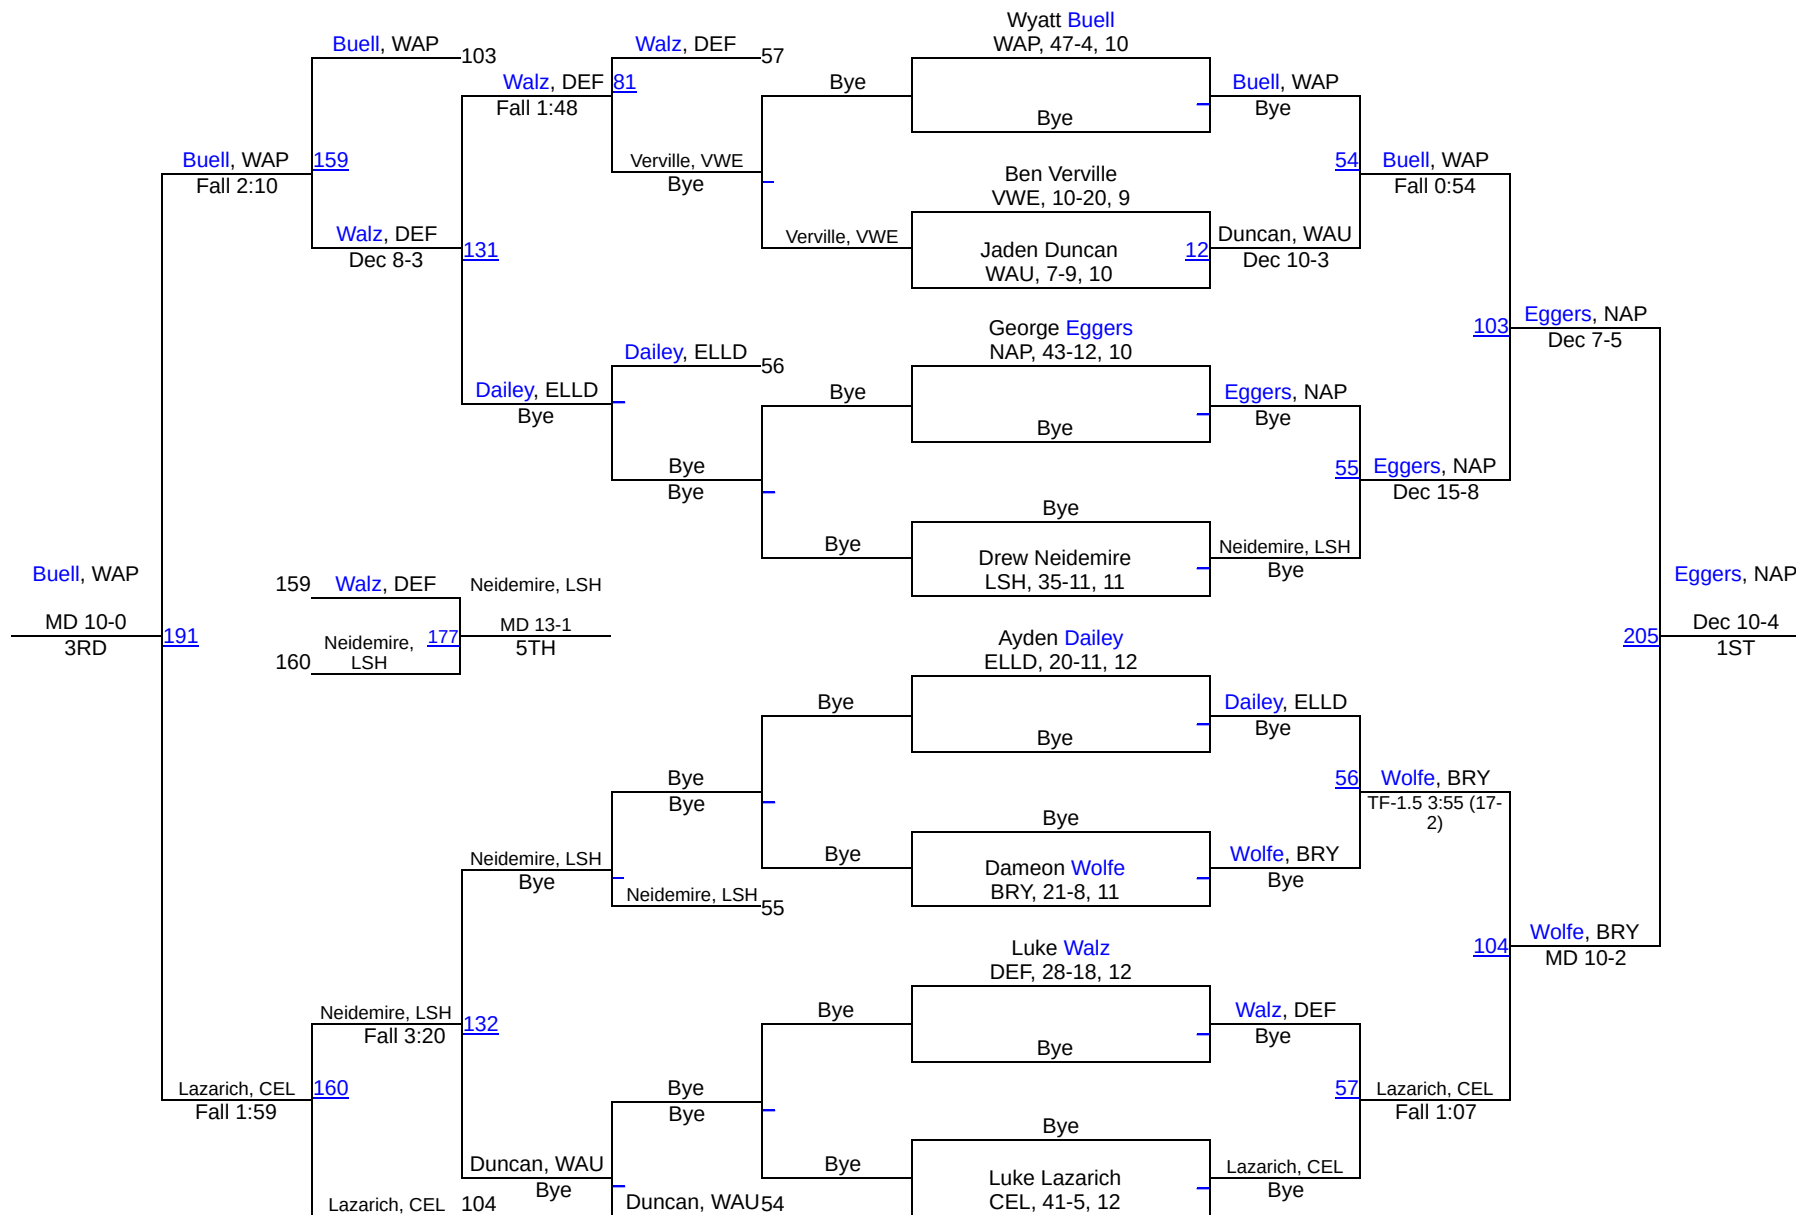 Wyatt Buell
WAP, 47-4, 10
Buell, WAP
103
Walz, DEF
57
Walz, DEF
81
Fall 1:48
Bye
Bye
Buell, WAP
Bye
Buell, WAP
159
Fall 2:10
Verville, VWE
Bye
Ben Verville
VWE, 10-20, 9
54
Buell, WAP
Fall 0:54
Walz, DEF
Dec 8-3
131
Verville, VWE
Jaden Duncan
WAU, 7-9, 10
12
Duncan, WAU
Dec 10-3
George Eggers
NAP, 43-12, 10
103
Eggers, NAP
Dec 7-5
Dailey, ELLD
56
Dailey, ELLD
Bye
Bye
Bye
Eggers, NAP
Bye
Bye
Bye
55
Eggers, NAP
Dec 15-8
Bye
Bye
Drew Neidemire
LSH, 35-11, 11
Neidemire, LSH
Bye
Buell, WAP
MD 10-0
3RD
191
159
Walz, DEF
Neidemire, LSH
160
Neidemire,
LSH
177
MD 13-1
5TH
Eggers, NAP
205
Dec 10-4
1ST
Ayden Dailey
ELLD, 20-11, 12
Bye
Bye
Dailey, ELLD
Bye
Bye
Bye
56
Wolfe, BRY
TF-1.5 3:55 (17-
2)
Bye
Neidemire, LSH
Bye
Bye
Dameon Wolfe
BRY, 21-8, 11
Wolfe, BRY
Bye
Neidemire, LSH
55
Luke Walz
DEF, 28-18, 12
104
Wolfe, BRY
MD 10-2
Neidemire, LSH
Fall 3:20
132
Bye
Bye
Walz, DEF
Bye
Lazarich, CEL
Fall 1:59
160
Bye
Bye
57
Lazarich, CEL
Fall 1:07
Bye
Duncan, WAU
Bye
Bye
Luke Lazarich
CEL, 41-5, 12
Lazarich, CEL
Bye
Lazarich, CEL
104
Duncan, WAU
54